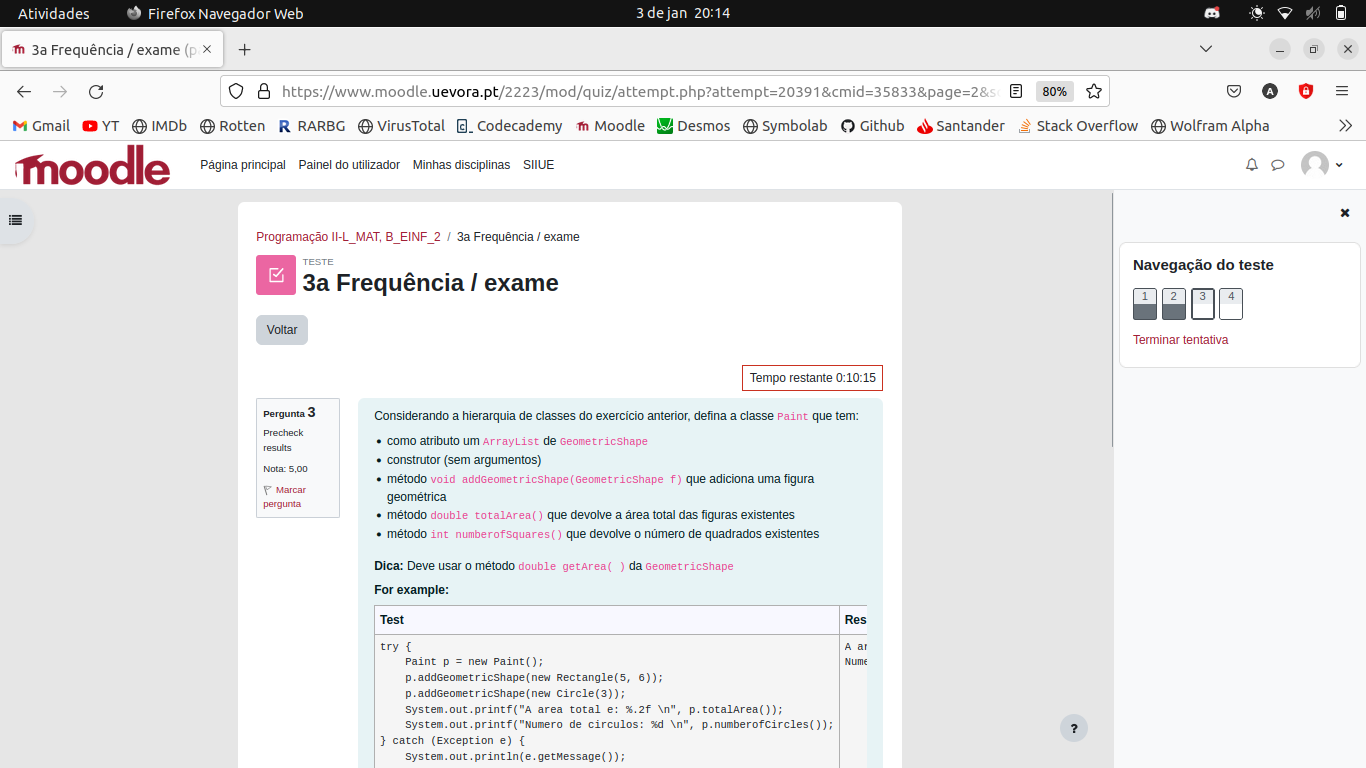 Atividades
Firefox Navegador Web
3 de jan 20:14
3a Frequência / exame (p
https://www.moodle.uevora.pt/2223/mod/quiz/attempt.php?attempt=20391&cmid=35833&page=2&s
80%
Gmail
YT
IMDb
Rotten
RARBG
VirusTotal
Codecademy
Moodle
Desmos
Symbolab
Github
Santander
Stack Overflow
Wolfram Alpha
moodle
Página principal
Painel do utilizador
Minhas disciplinas
SIIUE
Programação II-L_MAT, B_EINF_2 / 3a Frequência / exame
TESTE
3a Frequência / exame
Voltar
Tempo restante 0:10:15
Pergunta 3
Precheck
results
Nota: 5,00
Marcar
pergunta
Considerando a hierarquia de classes do exercício anterior, defina a classe Paint que tem:
• como atributo um ArrayList de GeometricShape
• construtor (sem argumentos)
• método void addGeometricShape(GeometricShape f) que adiciona uma figura
geométrica
• método double totalArea() que devolve a área total das figuras existentes
• método int numberofSquares() que devolve o número de quadrados existentes
Dica: Deve usar o método double getArea( ) da GeometricShape
For example:
Test
Res
try {
Paint p = new Paint();
p.addGeometricShape(new Rectangle(5, 6));
p.addGeometricShape(new Circle(3));
System.out.printf("A area total e: %.2f \n", p.totalArea());
System.out.printf("Numero de circulos: %d \n", p.numberofCircles());
} catch (Exception e) {
System.out.println(e.getMessage());
A ar
Nume
Navegação do teste
1 2 3 4
Terminar tentativa
?